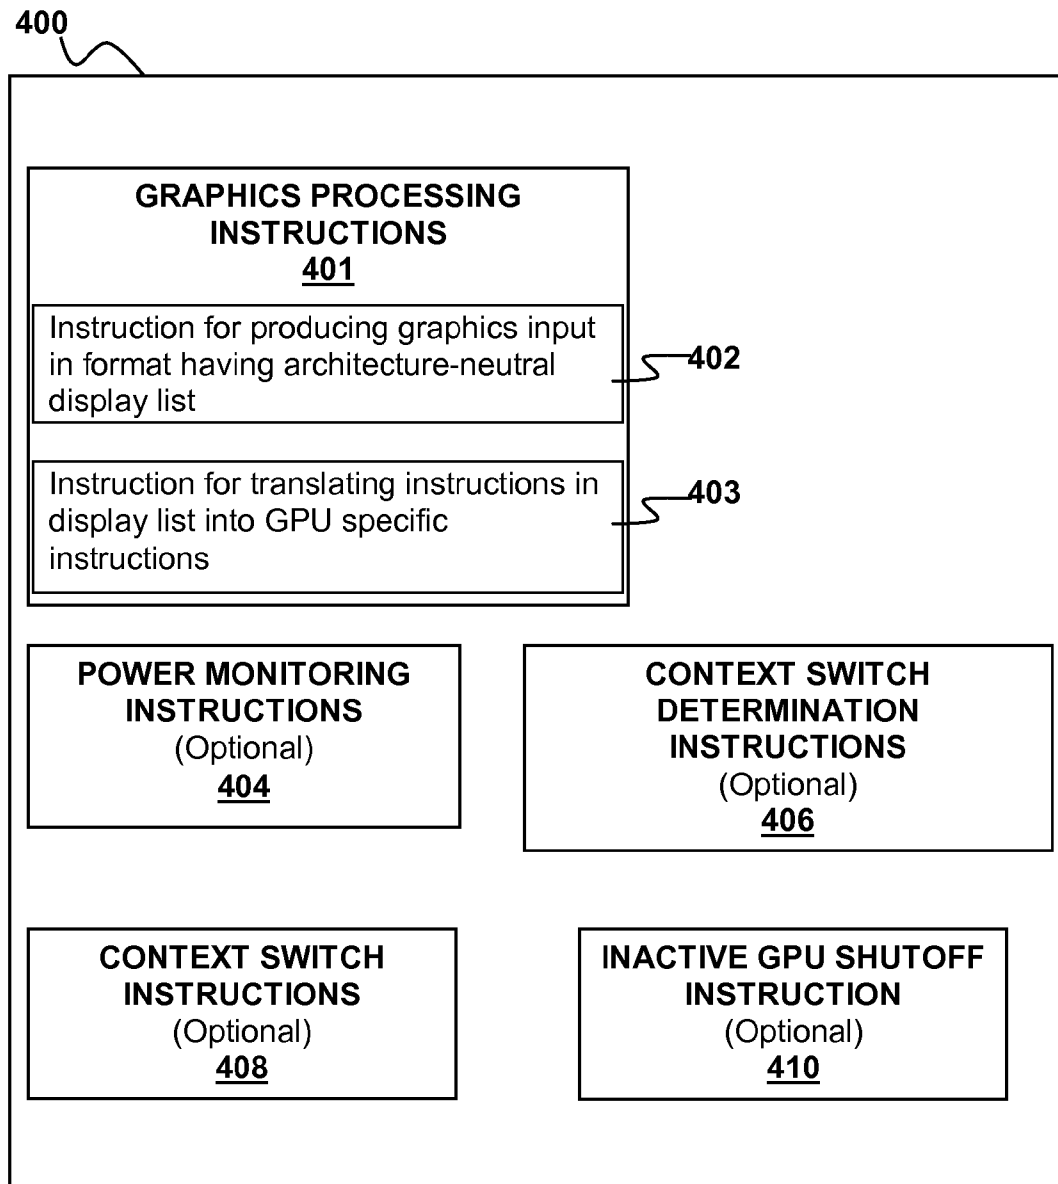 400
GRAPHICS PROCESSING
INSTRUCTIONS
401
Instruction for producing graphics input
in format having architecture-neutral
display list
402
Instruction for translating instructions in
display list into GPU specific
instructions
403
POWER MONITORING
INSTRUCTIONS
(Optional)
404
CONTEXT SWITCH
DETERMINATION
INSTRUCTIONS
(Optional)
406
CONTEXT SWITCH
INSTRUCTIONS
(Optional)
408
INACTIVE GPU SHUTOFF
INSTRUCTION
(Optional)
410